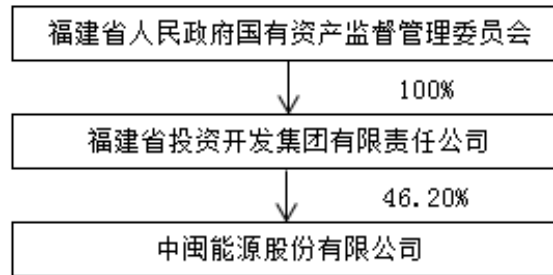 福建省人民政府国有资产监督管理委员会
100%
福建省投资开发集团有限责任公司
46.20%
中闽能源股份有限公司